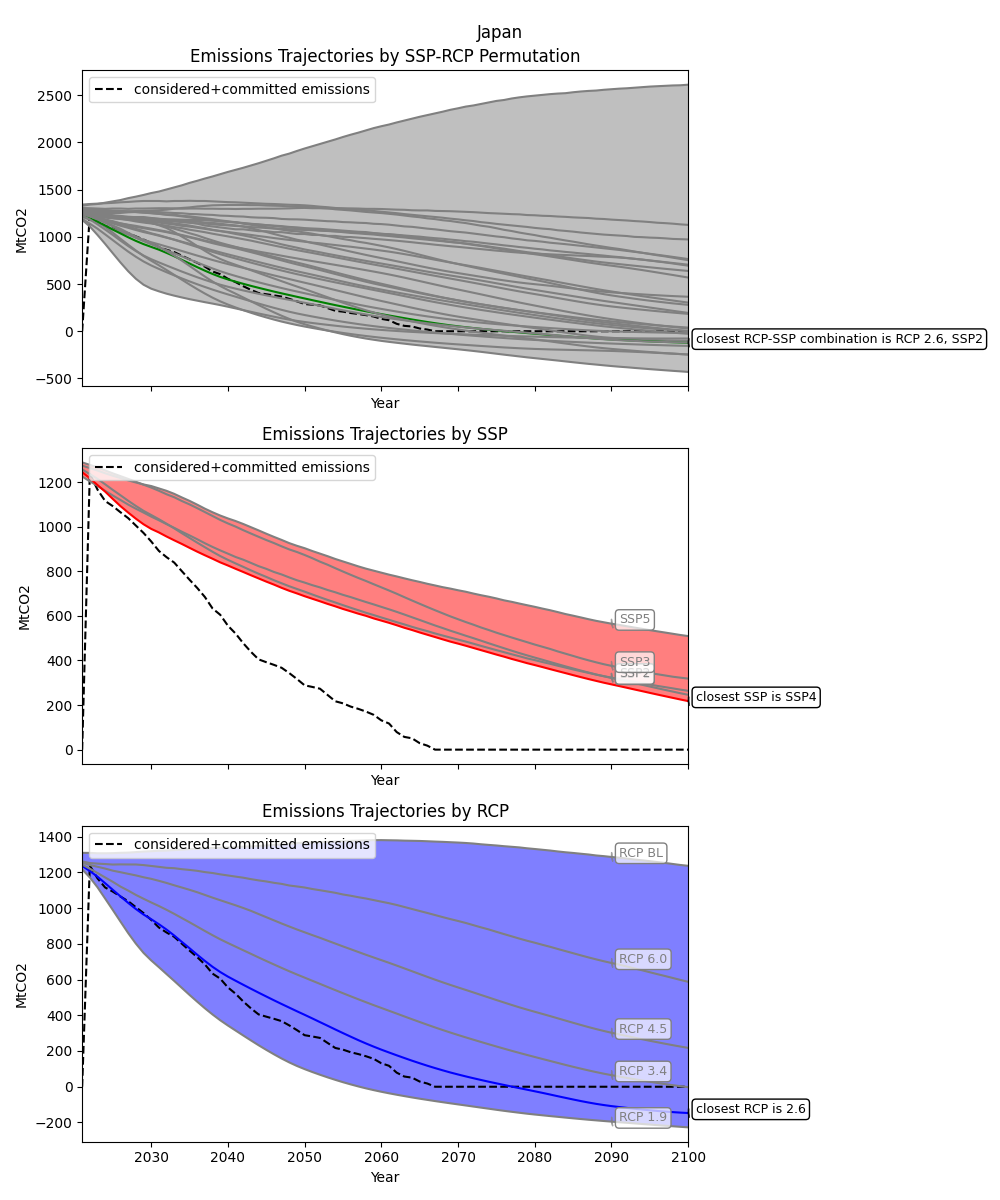 Japan
Emissions Trajectories by SSP-RCP Permutation
considered+committed emissions
2500
2000
1500
1000
500
0
−500
MtCO2
closest RCP-SSP combination is RCP 2.6, SSP2
Year
Emissions Trajectories by SSP
considered+committed emissions
1200
1000
800
600
400
200
0
MtCO2
SSP5
SSP3
SSP2
closest SSP is SSP4
Year
Emissions Trajectories by RCP
considered+committed emissions
1400
1200
1000
800
600
400
200
0
−200
MtCO2
RCP BL
RCP 6.0
RCP 4.5
RCP 3.4
RCP 1.9
closest RCP is 2.6
2030 2040 2050 2060 2070 2080 2090 2100
Year